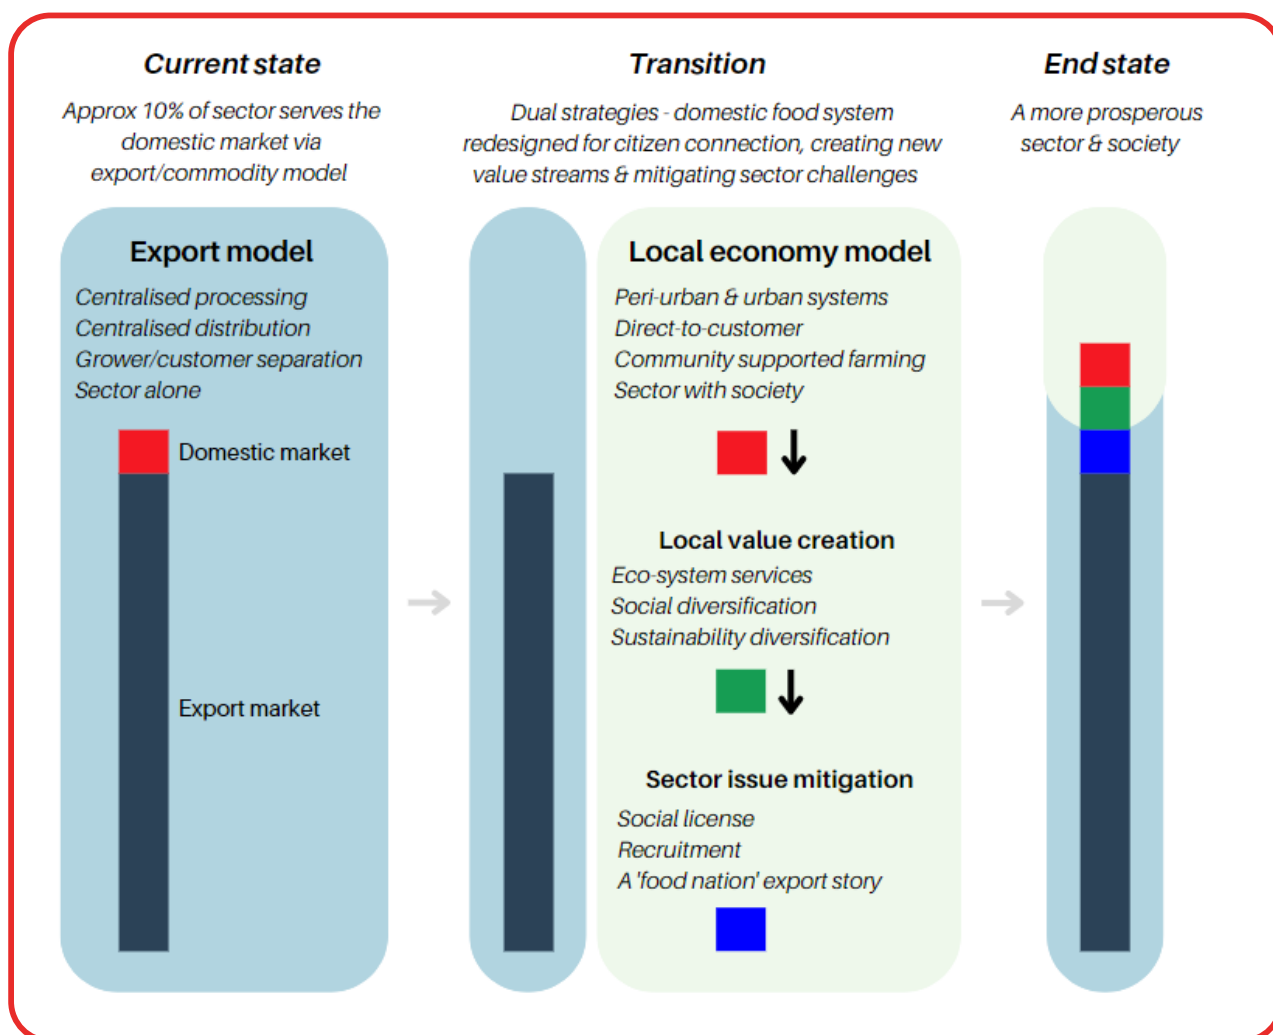 Current state
Approx 10% of sector serves the
domestic market via
export/commodity model
Export model
Centralised processing
Centralised distribution
Grower/customer separation
Sector alone
Domestic market
Export market
Transition
Dual strategies - domestic food system
redesigned for citizen connection, creating new
value streams & mitigating sector challenges
Local economy model
Peri-urban & urban systems
Direct-to-customer
Community supported farming
Sector with society
Local value creation
Eco-system services
Social diversification
Sustainability diversification
Sector issue mitigation
Social license
Recruitment
A 'food nation' export story
End state
A more prosperous
sector & society